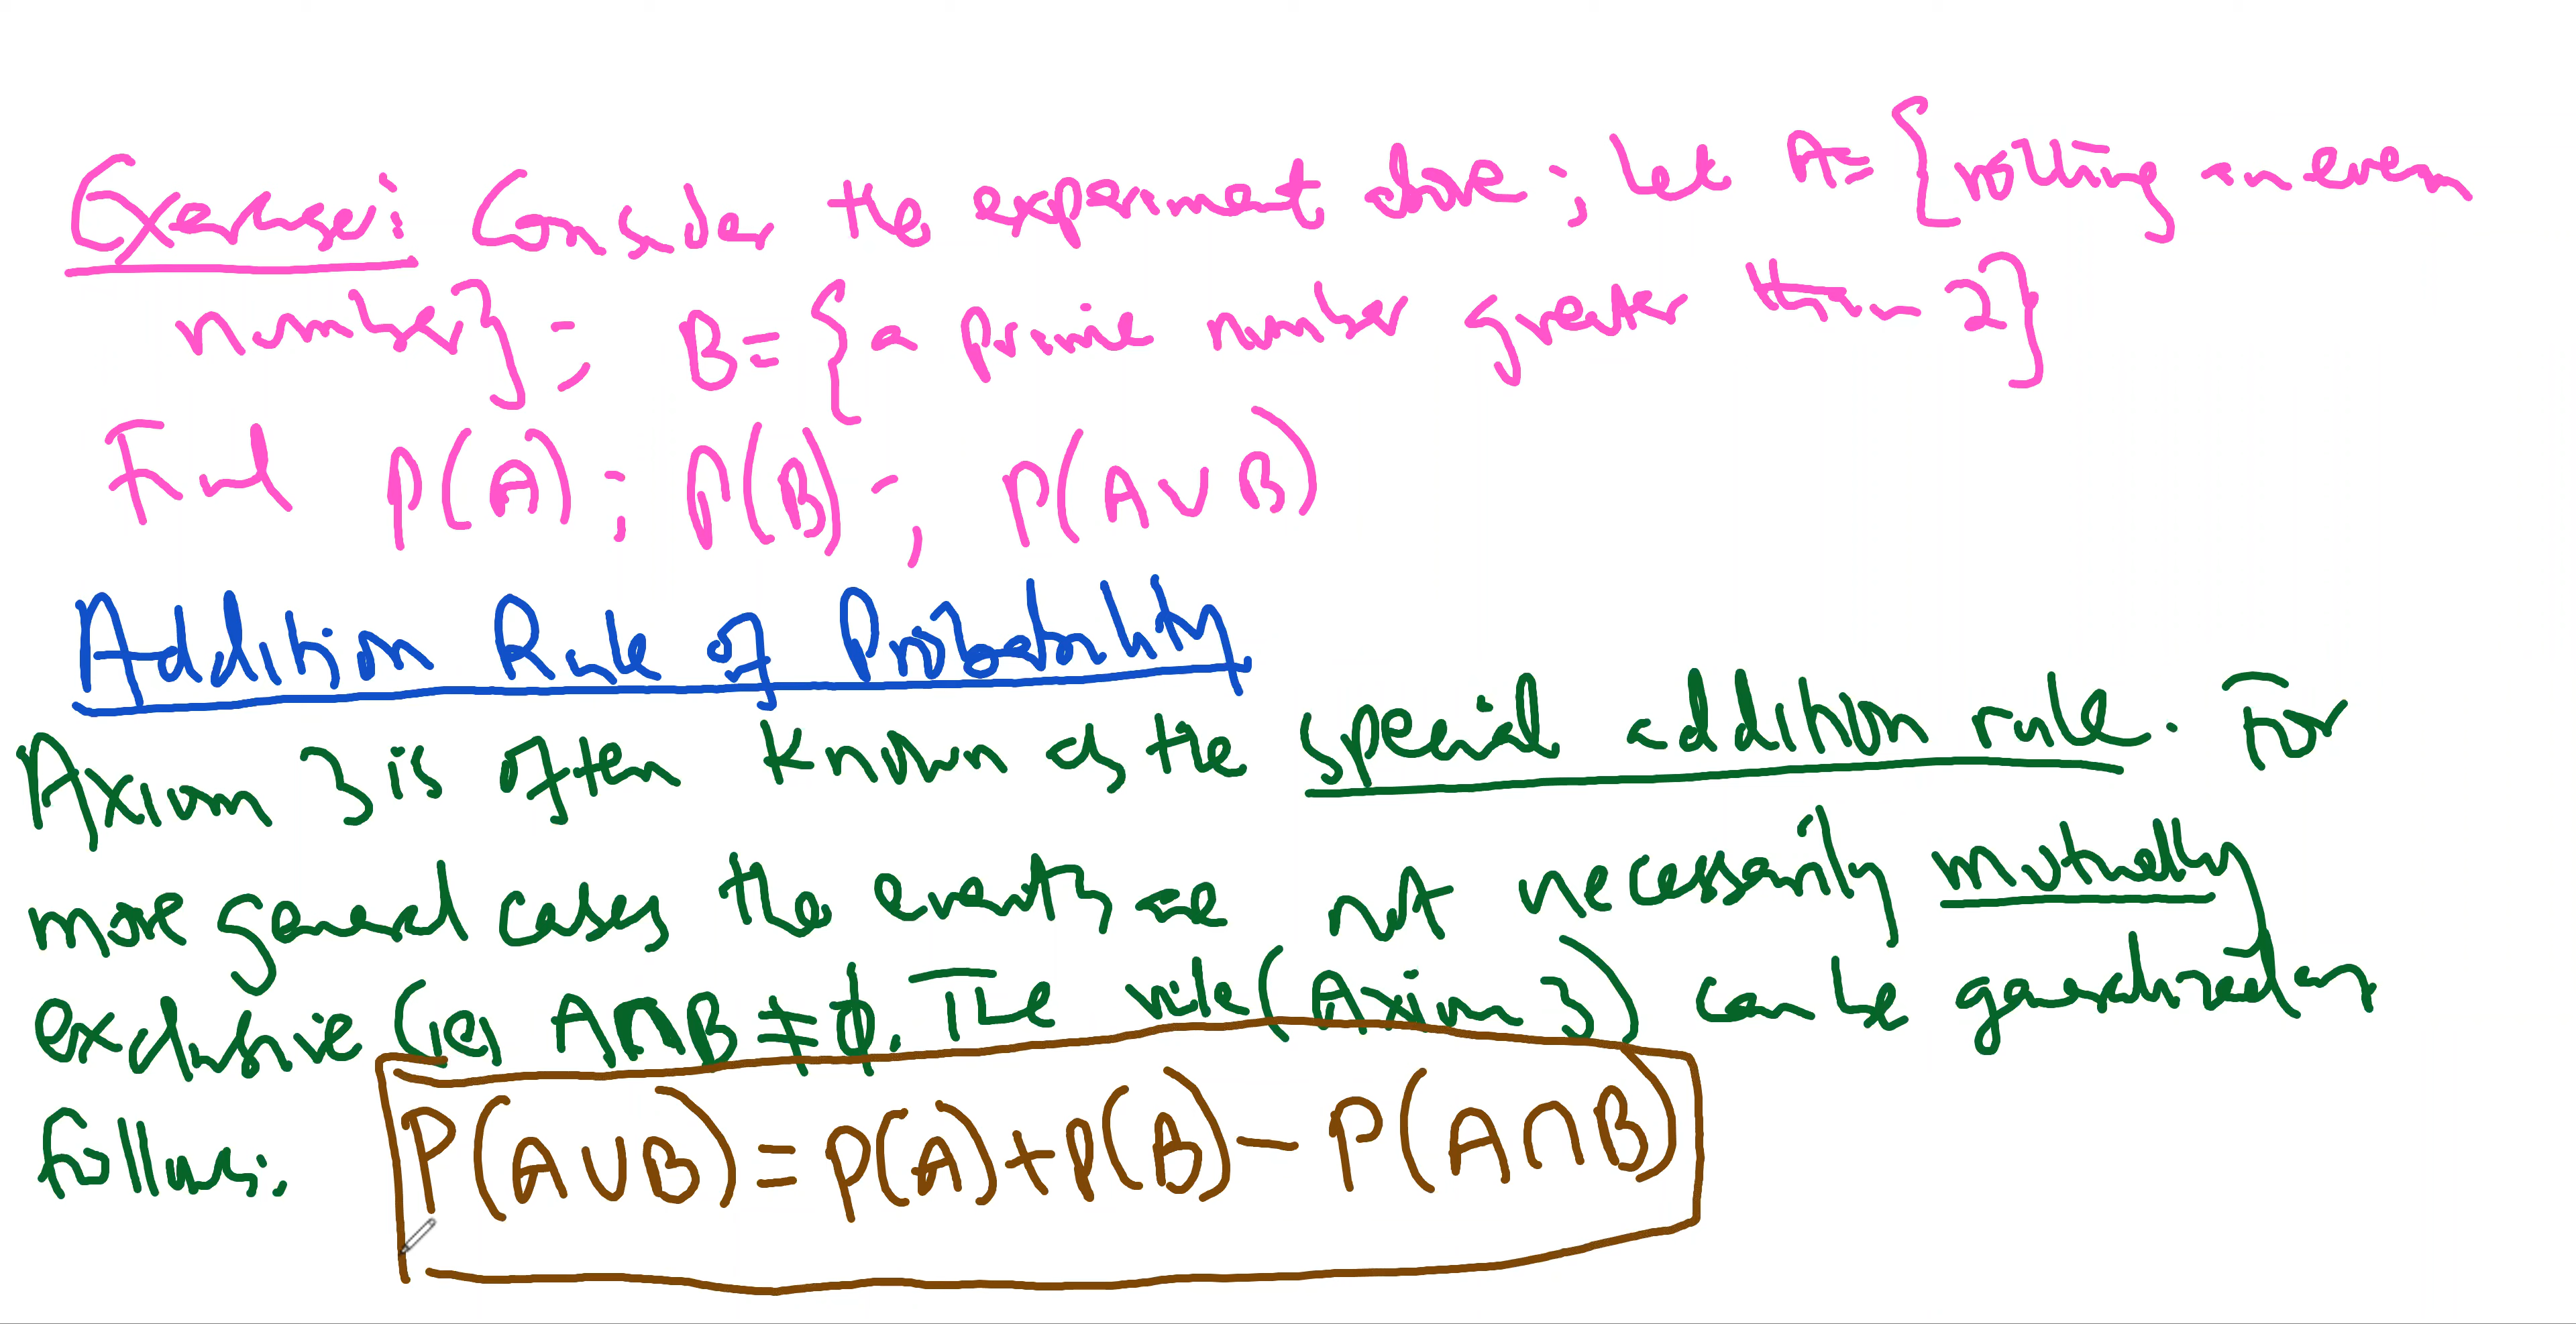 Exercise: Consider the experiment above; Let A = {rolling an even
number}; B = {a prime number greater than 2}
Find P(A); P(B); P(A∪B)
Addition Rule of Probability
Axiom 3 is often known as the special addition rule. For
more general cases the events are not necessarily mutually
exclusive (ie, A∩B ≠ ϕ. The rule (Axiom 3) can be generalized as
follows:
P(A∪B) = P(A) + P(B) − P(A∩B)